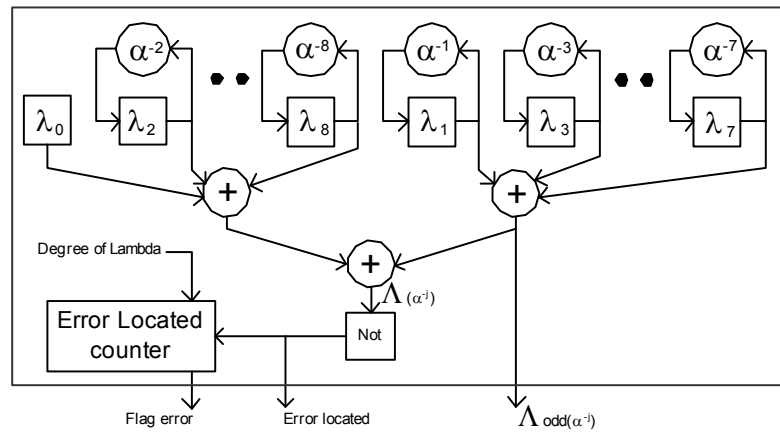 α-2
α-8
α-1
α-3
α-7
λ0
λ2
λ8
λ1
λ3
λ7
+
+
Degree of Lambda
+
Λ(α-j)
Error Located
counter
Not
Flag error
Error located
Λodd(α-j)